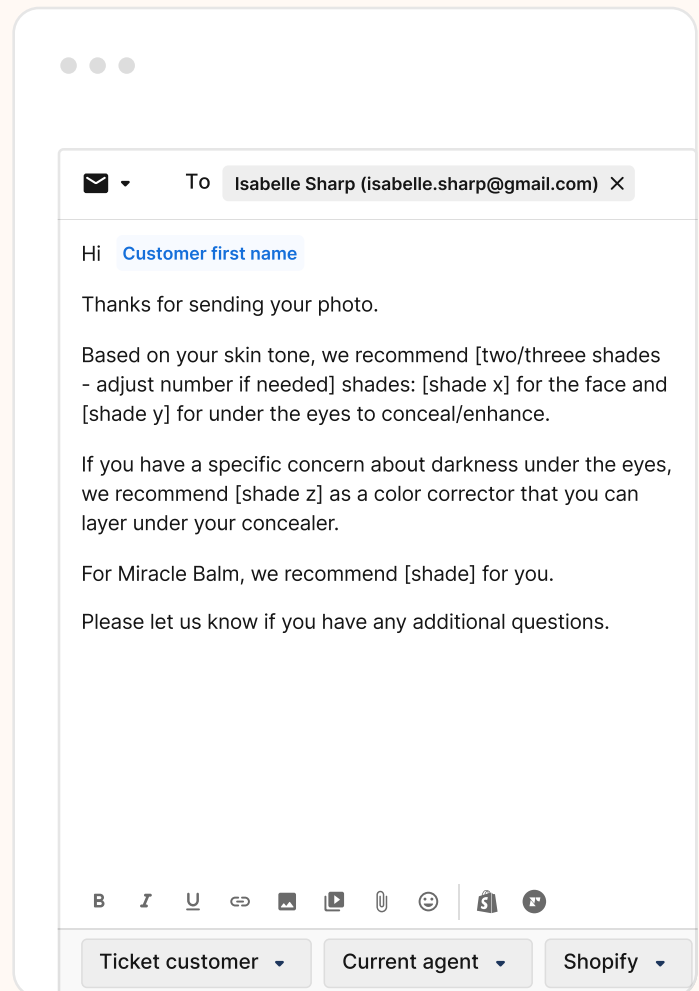 To Isabelle Sharp (isabelle.sharp@gmail.com)
Hi Customer first name
Thanks for sending your photo.
Based on your skin tone, we recommend [two/threee shades
- adjust number if needed] shades: [shade x] for the face and
[shade y] for under the eyes to conceal/enhance.
If you have a specific concern about darkness under the eyes,
we recommend [shade z] as a color corrector that you can
layer under your concealer.
For Miracle Balm, we recommend [shade] for you.
Please let us know if you have any additional questions.
B I U
Ticket customer Current agent Shopify